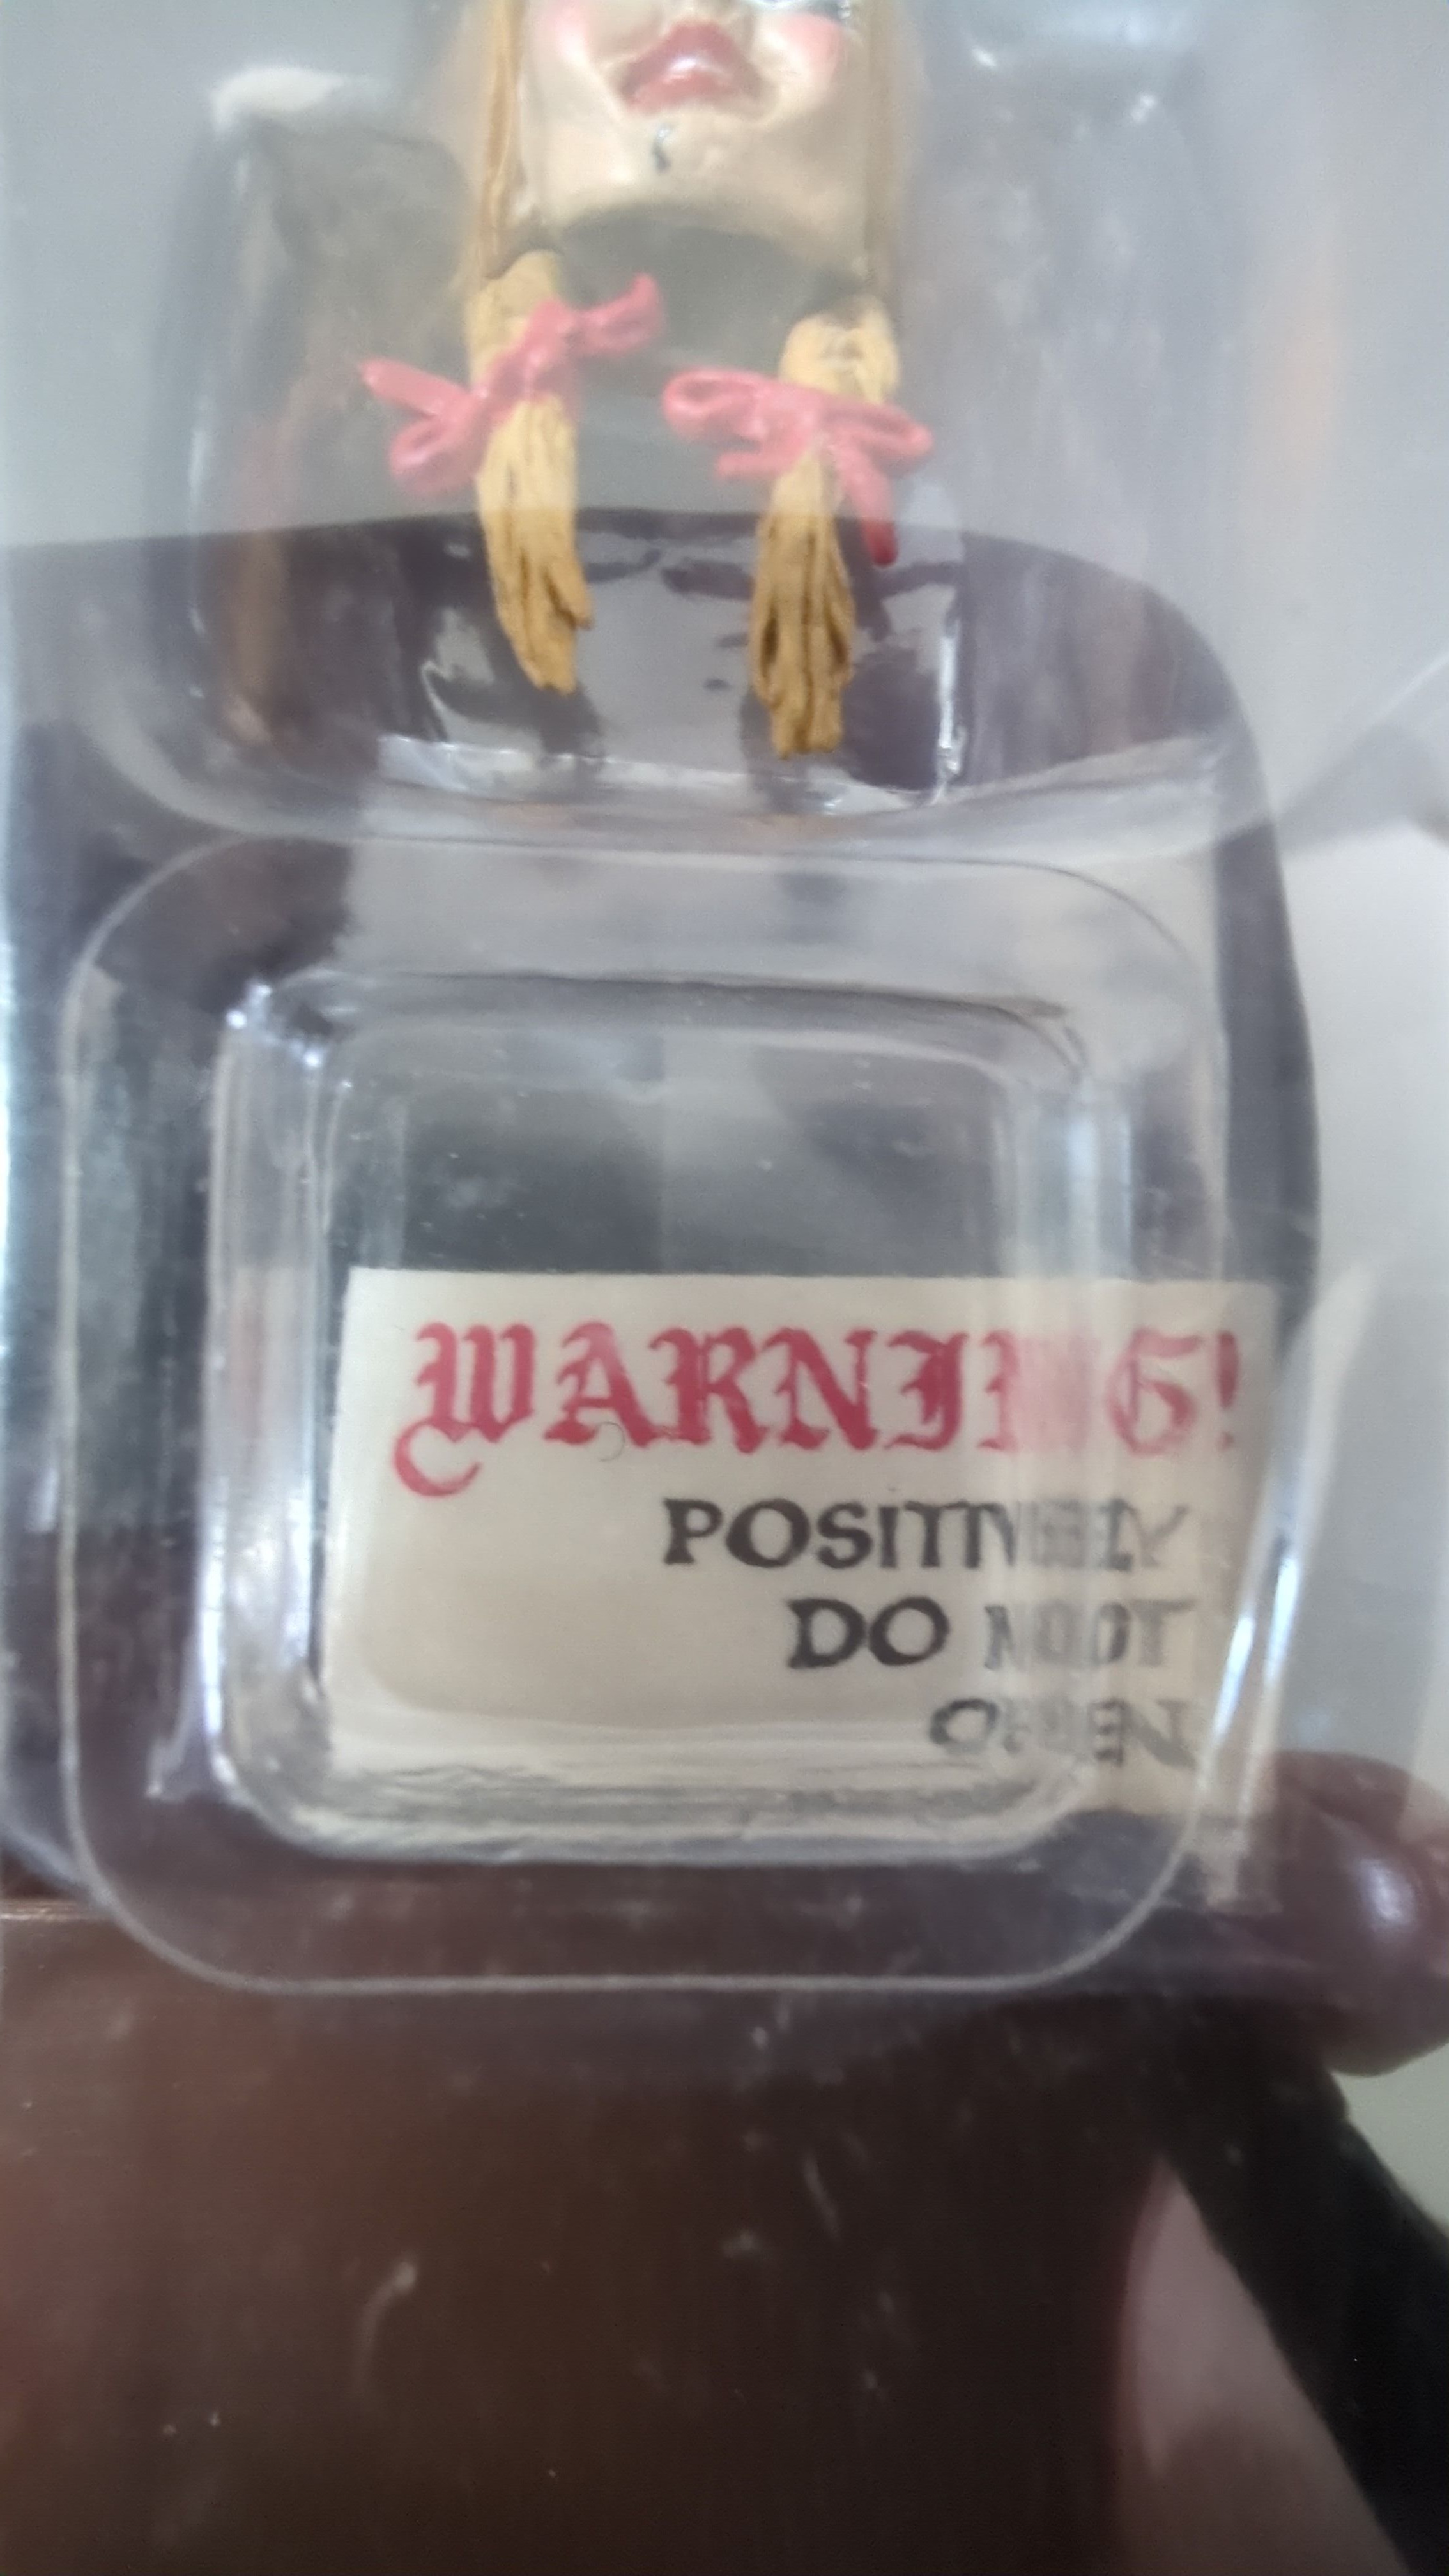 WARNING!
POSITIVELY
DO NOT
OPEN